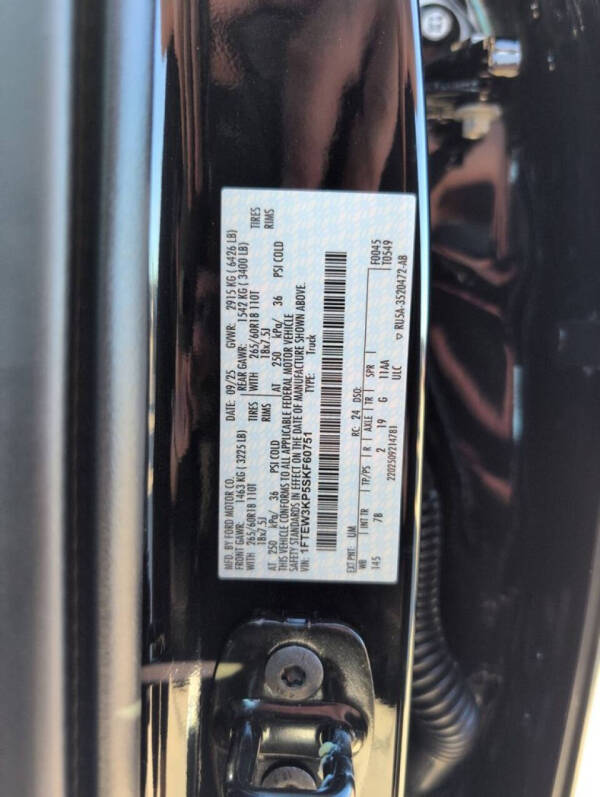 MFD. BY FORD MOTOR CO. DATE: 09/25 GVWR: 2915 KG ( 6426 LB)
FRONT GAWR: 1463 KG ( 3225 LB) REAR GAWR: 1542 KG ( 3400 LB)
WITH 265/60R18 110T TIRES WITH 265/60R18 110T TIRES
18x7.5J RIMS 18x7.5J RIMS
AT 250 kPa/ 36 PSI COLD AT 250 kPa/ 36 PSI COLD
THIS VEHICLE CONFORMS TO ALL APPLICABLE FEDERAL MOTOR VEHICLE
SAFETY STANDARDS IN EFFECT ON THE DATE OF MANUFACTURE SHOWN ABOVE.
VIN: 1FTEW3KP5SKF60751 TYPE: Truck
EXT PNT: UM RC: 24 DSO: F0045
T0549
WB INT TR TP/PS R AXLE TR SPR
145 7B 2 19 G 11AA
ULC
2202509214781 RU5A-3520472-AB